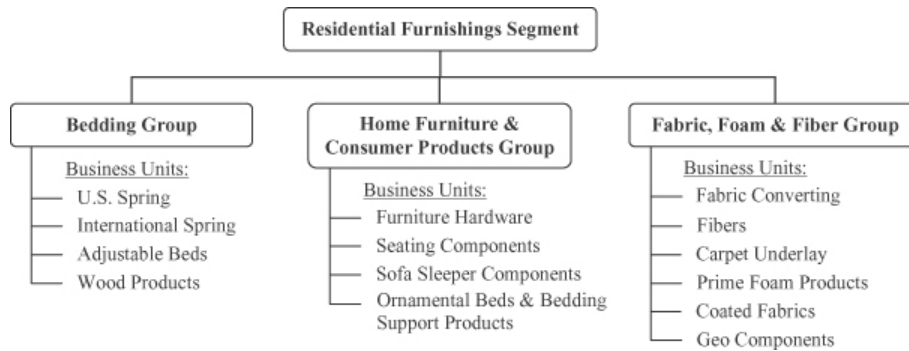 Residential Furnishings Segment
Bedding Group
Business Units:
U.S. Spring
International Spring
Adjustable Beds
Wood Products
Home Furniture &
Consumer Products Group
Business Units:
Furniture Hardware
Seating Components
Sofa Sleeper Components
Ornamental Beds & Bedding
Support Products
Fabric, Foam & Fiber Group
Business Units:
Fabric Converting
Fibers
Carpet Underlay
Prime Foam Products
Coated Fabrics
Geo Components